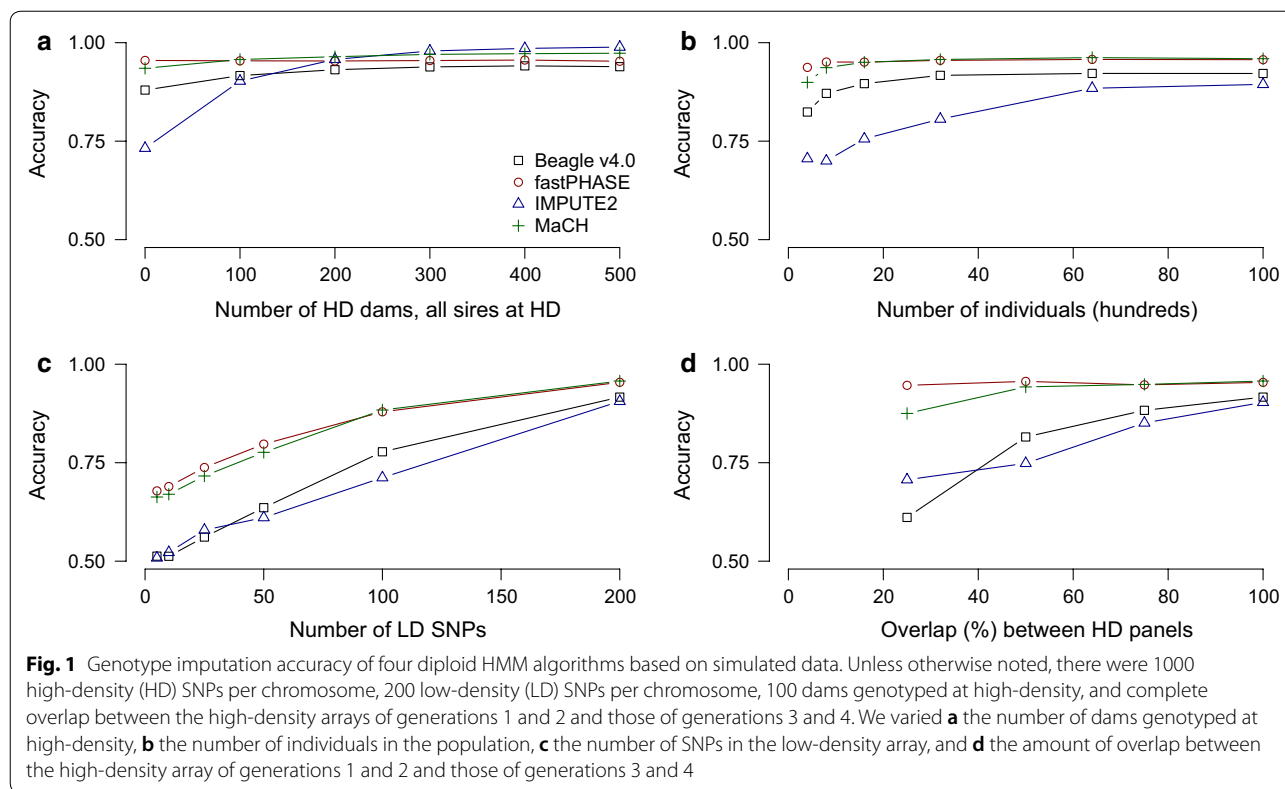 a
1.00
0.75
0.50
Accuracy
0 100 200 300 400 500
Number of HD dams, all sires at HD
Beagle v4.0
fastPHASE
IMPUTE2
MaCH
b
1.00
0.75
0.50
Accuracy
0 20 40 60 80 100
Number of individuals (hundreds)
c
1.00
0.75
0.50
Accuracy
0 50 100 150 200
Number of LD SNPs
d
1.00
0.75
0.50
Accuracy
0 20 40 60 80 100
Overlap (%) between HD panels
Fig. 1 Genotype imputation accuracy of four diploid HMM algorithms based on simulated data. Unless otherwise noted, there were 1000
high-density (HD) SNPs per chromosome, 200 low-density (LD) SNPs per chromosome, 100 dams genotyped at high-density, and complete
overlap between the high-density arrays of generations 1 and 2 and those of generations 3 and 4. We varied a the number of dams genotyped at
high-density, b the number of individuals in the population, c the number of SNPs in the low-density array, and d the amount of overlap between
the high-density array of generations 1 and 2 and those of generations 3 and 4